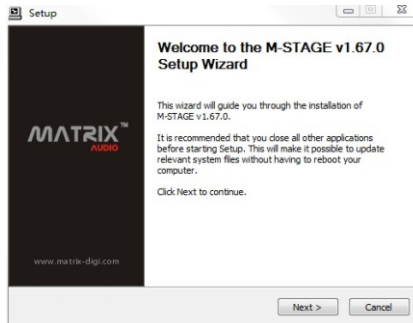 Setup
Welcome to the M-STAGE v1.67.0
Setup Wizard
This wizard will guide you through the installation of
M-STAGE v1.67.0.
It is recommended that you close all other applications
before starting Setup. This will make it possible to update
relevant system files without having to reboot your
computer.
Click Next to continue.
MATRIX™
AUDIO
www.matrix-digi.com
Next >
Cancel